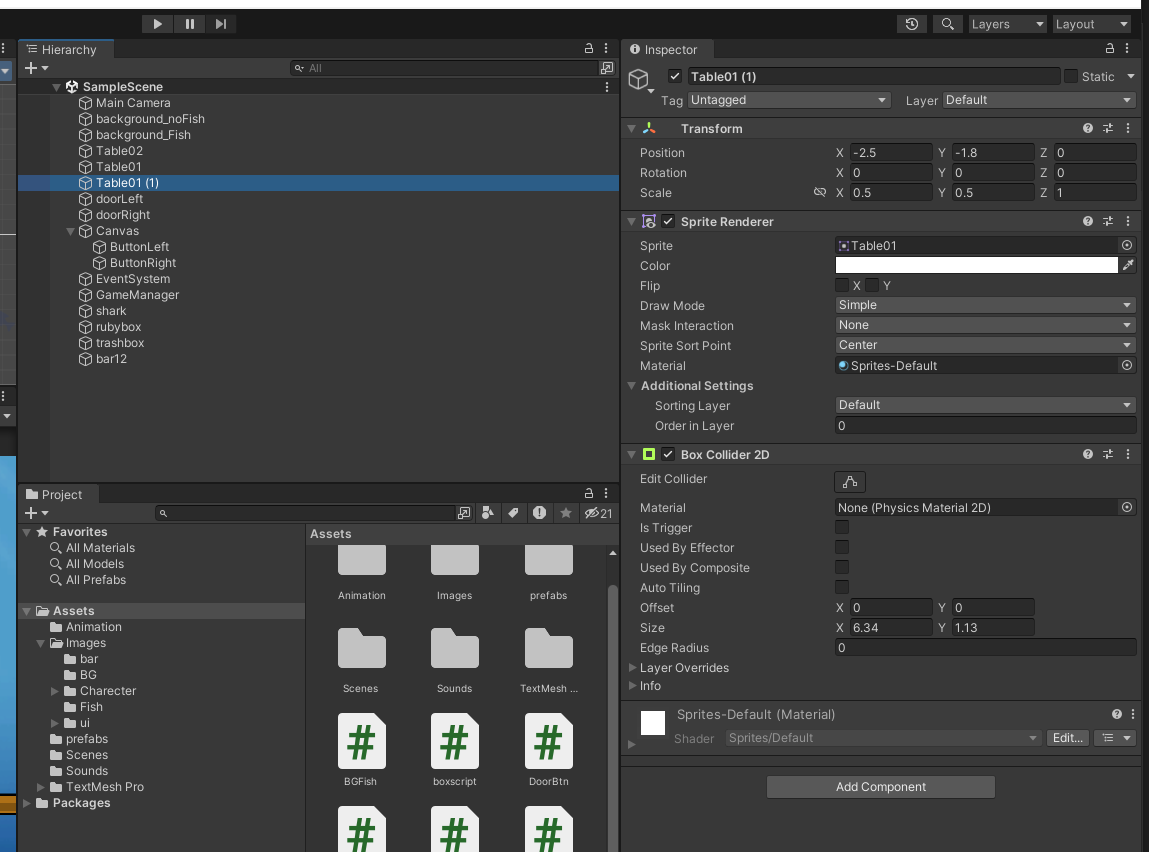 Layers
Layout
Hierarchy
All
SampleScene
Main Camera
background_noFish
background_Fish
Table02
Table01
Table01 (1)
doorLeft
doorRight
Canvas
ButtonLeft
ButtonRight
EventSystem
GameManager
shark
rubybox
trashbox
bar12
Project
21
Favorites
All Materials
All Models
All Prefabs
Assets
Animation
Images
bar
BG
Charecter
Fish
ui
prefabs
Scenes
Sounds
TextMesh Pro
Packages
Assets
Animation
Images
prefabs
Scenes
Sounds
TextMesh ...
#
#
#
BGFish
boxscript
DoorBtn
#
#
#
Inspector
Table01 (1)
Static
Tag Untagged
Layer Default
Transform
Position X -2.5 Y -1.8 Z 0
Rotation X 0 Y 0 Z 0
Scale X 0.5 Y 0.5 Z 1
Sprite Renderer
Sprite Table01
Color
Flip X Y
Draw Mode Simple
Mask Interaction None
Sprite Sort Point Center
Material Sprites-Default
Additional Settings
Sorting Layer Default
Order in Layer 0
Box Collider 2D
Edit Collider
Material None (Physics Material 2D)
Is Trigger
Used By Effector
Used By Composite
Auto Tiling
Offset X 0 Y 0
Size X 6.34 Y 1.13
Edge Radius 0
Layer Overrides
Info
Sprites-Default (Material)
Shader Sprites/Default Edit...
Add Component